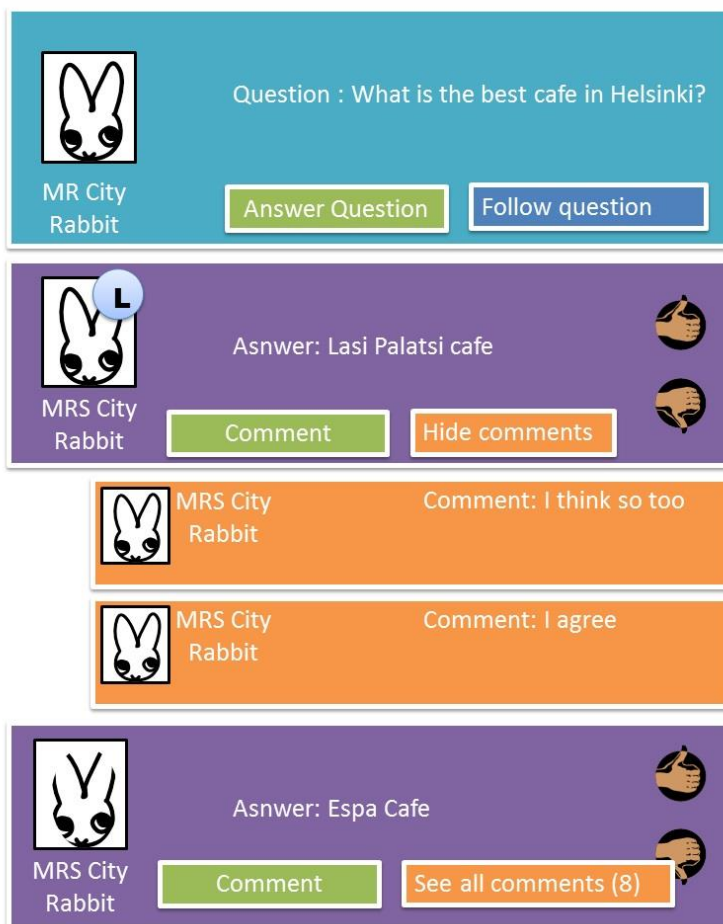 Question : What is the best cafe in Helsinki?
MR City
Rabbit
Answer Question
Follow question
L
Asnwer: Lasi Palatsi cafe
MRS City
Rabbit
Comment
Hide comments
MRS City
Rabbit
Comment: I think so too
MRS City
Rabbit
Comment: I agree
Asnwer: Espa Cafe
MRS City
Rabbit
Comment
See all comments (8)